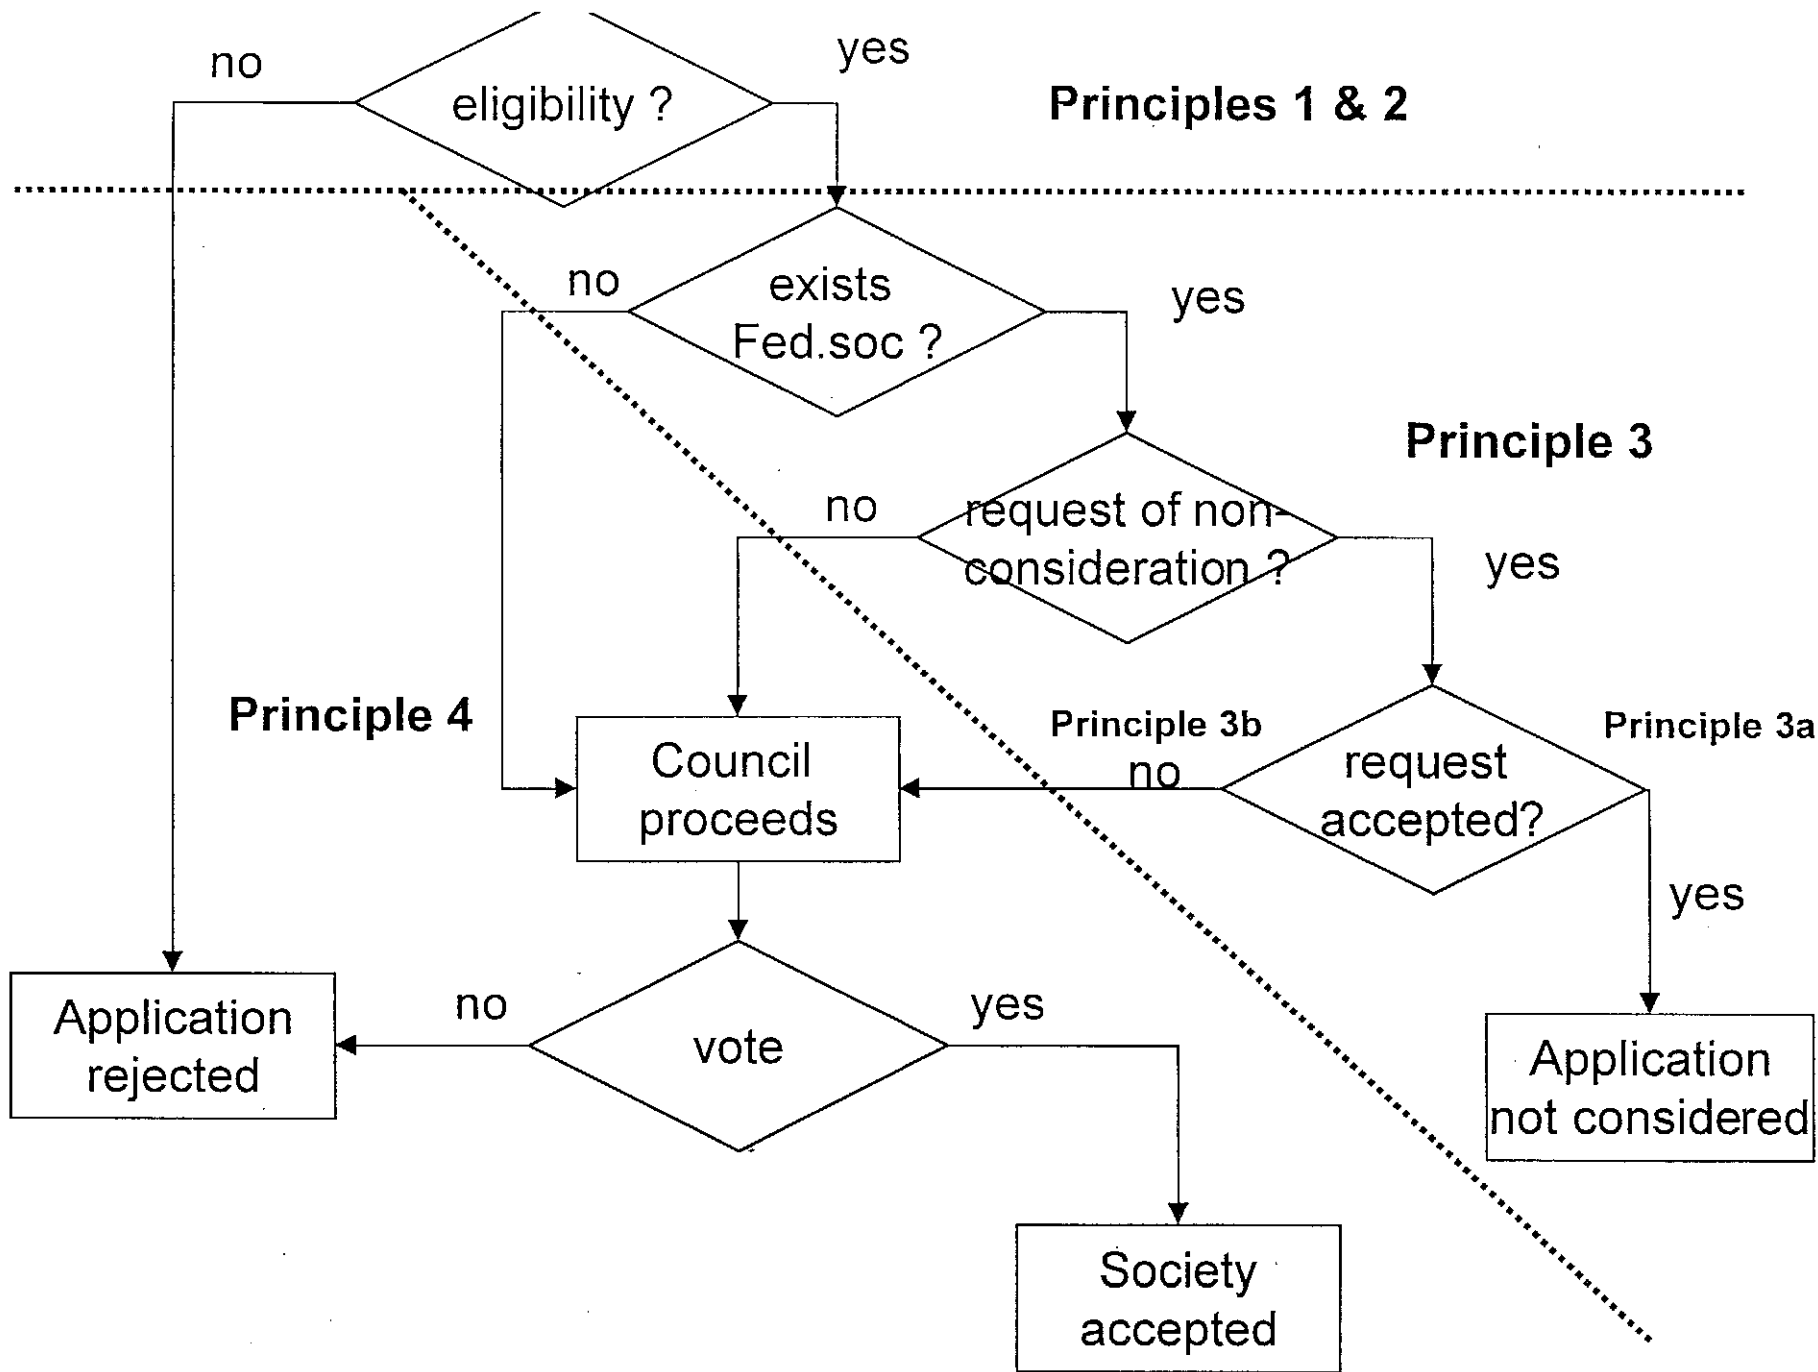 no
yes
eligibility ?
Principles 1 & 2
no
exists
Fed.soc ?
yes
Principle 3
no
request of non-
consideration ?
yes
Principle 4
Principle 3b
Principle 3a
Council
proceeds
no
request
accepted?
yes
no
yes
Application
rejected
vote
Application
not considered
Society
accepted